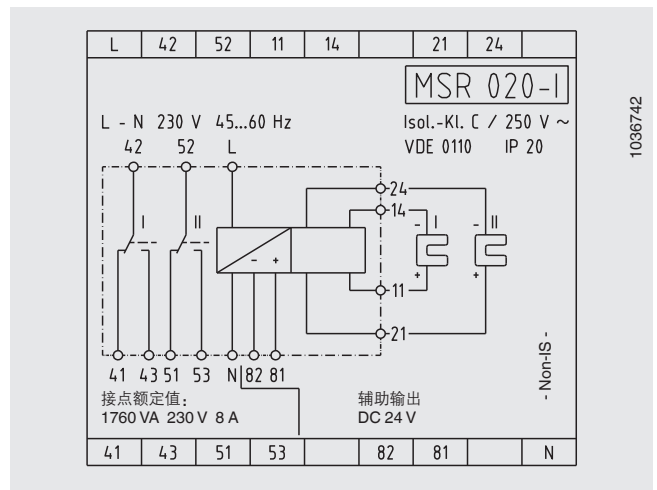 L 42 52 11 14 21 24
MSR 020-I
L - N 230 V 45...60 Hz
Isol.-Kl. C / 250 V ~
VDE 0110 IP 20
42 52 L
24
14
I II
- I - II
- +
+ +
11
21
41 43 51 53 N 82 81
接点额定值:
1760 VA 230 V 8 A
辅助输出
DC 24 V
- Non-IS -
41 43 51 53 82 81 N
1036742